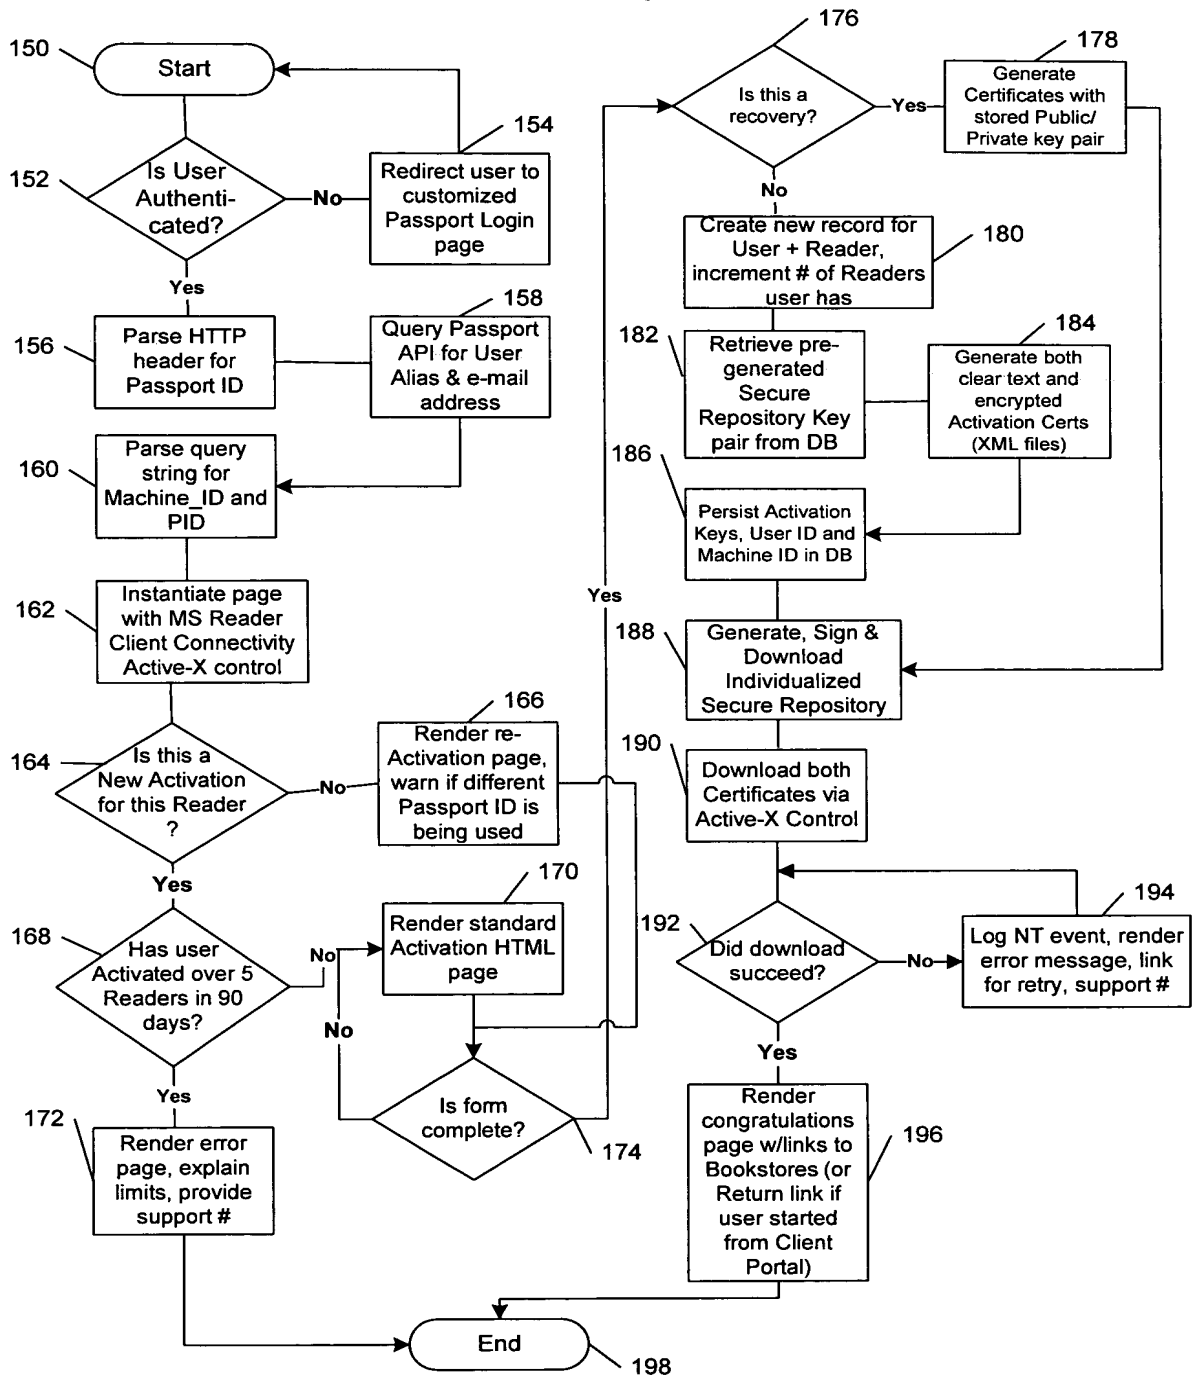 150
Start
152
Is User
Authenti-
cated?
No
154
Redirect user to
customized
Passport Login
page
Yes
156
Parse HTTP
header for
Passport ID
158
Query Passport
API for User
Alias & e-mail
address
160
Parse query
string for
Machine_ID and
PID
162
Instantiate page
with MS Reader
Client Connectivity
Active-X control
164
Is this a
New Activation
for this Reader
?
No
166
Render re-
Activation page,
warn if different
Passport ID is
being used
Yes
168
Has user
Activated over 5
Readers in 90
days?
No
170
Render standard
Activation HTML
page
No
Yes
172
Render error
page, explain
limits, provide
support #
Is form
complete?
174
Yes
176
Is this a
recovery?
Yes
178
Generate
Certificates with
stored Public/
Private key pair
No
180
Create new record for
User + Reader,
increment # of Readers
user has
182
Retrieve pre-
generated
Secure
Repository Key
pair from DB
184
Generate both
clear text and
encrypted
Activation Certs
(XML files)
186
Persist Activation
Keys, User ID and
Machine ID in DB
188
Generate, Sign &
Download
Individualized
Secure Repository
190
Download both
Certificates via
Active-X Control
192
Did download
succeed?
No
194
Log NT event, render
error message, link
for retry, support #
Yes
196
Render
congratulations
page w/links to
Bookstores (or
Return link if
user started
from Client
Portal)
End
198